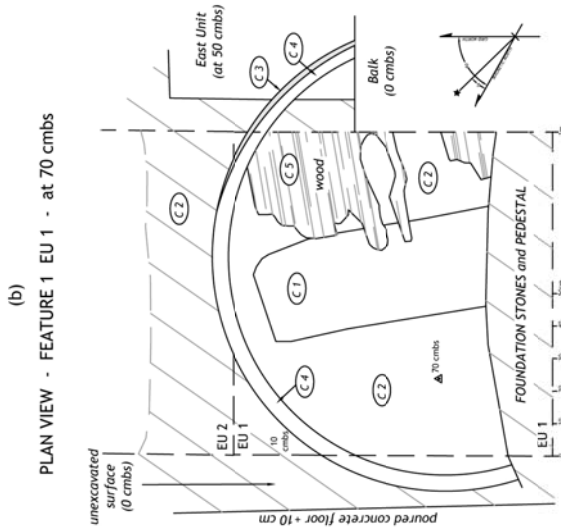 (b)
PLAN VIEW - FEATURE 1 EU 1 - at 70 cmbs
unexcavated
surface
(0 cmbs)
C 2
East Unit
(at 50 cmbs)
C 3
C 4
EU 2
EU 1
10
cmbs
C 5
wood
C 1
Balk
(0 cmbs)
C 4
C 2
C 2
70 cmbs
FOUNDATION STONES and PEDESTAL
EU 1
poured concrete floor +10 cm